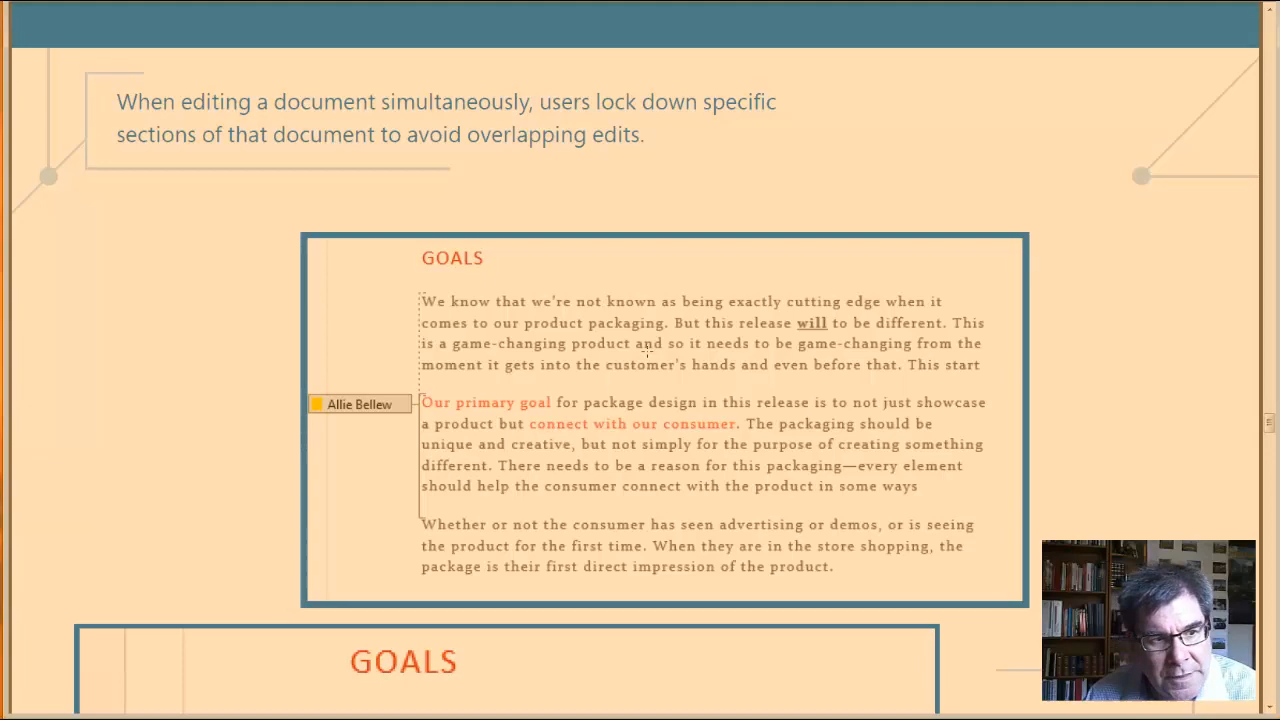 When editing a document simultaneously, users lock down specific
sections of that document to avoid overlapping edits.
GOALS
We know that we're not known as being exactly cutting edge when it
comes to our product packaging. But this release will to be different. This
is a game-changing product and so it needs to be game-changing from the
moment it gets into the customer's hands and even before that. This start
Allie Bellew
Our primary goal for package design in this release is to not just showcase
a product but connect with our consumer. The packaging should be
unique and creative, but not simply for the purpose of creating something
different. There needs to be a reason for this packaging—every element
should help the consumer connect with the product in some ways
Whether or not the consumer has seen advertising or demos, or is seeing
the product for the first time. When they are in the store shopping, the
package is their first direct impression of the product.
GOALS